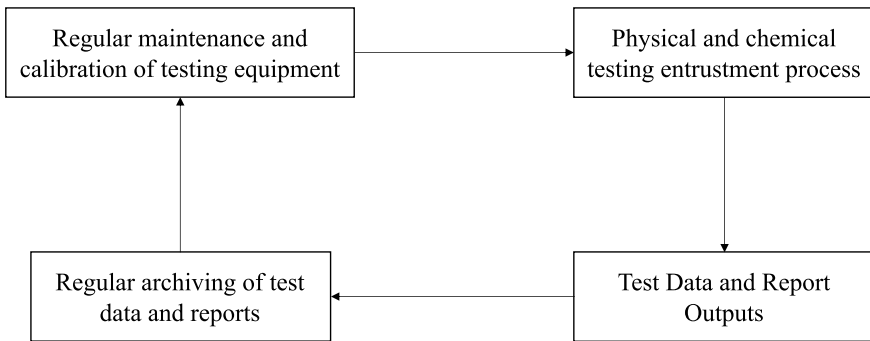 Regular maintenance and
calibration of testing equipment
Physical and chemical
testing entrustment process
Regular archiving of test
data and reports
Test Data and Report
Outputs